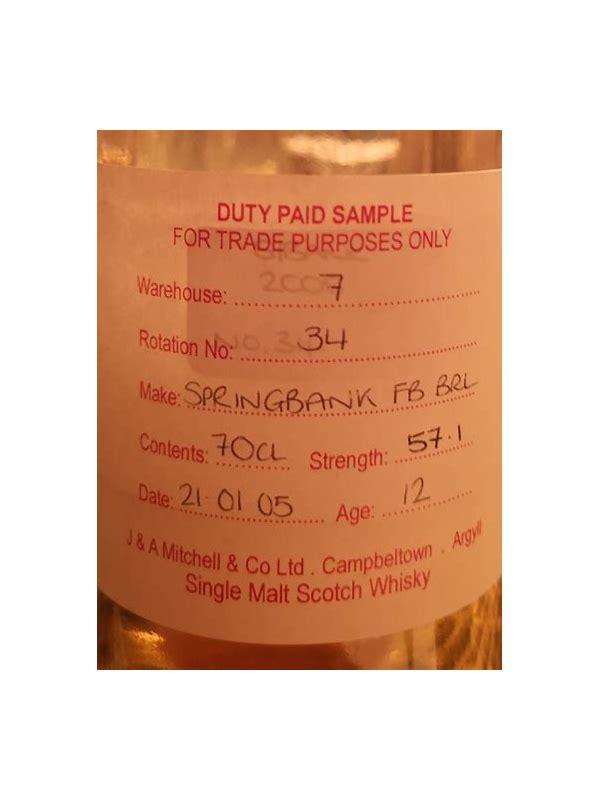 DUTY PAID SAMPLE
FOR TRADE PURPOSES ONLY
Warehouse: 7
Rotation No: 34
Make: SPRINGBANK FB BRL
Contents: 70CL Strength: 57.1
Date: 21 01 05 Age: 12
J & A Mitchell & Co Ltd . Campbeltown . Argyll
Single Malt Scotch Whisky